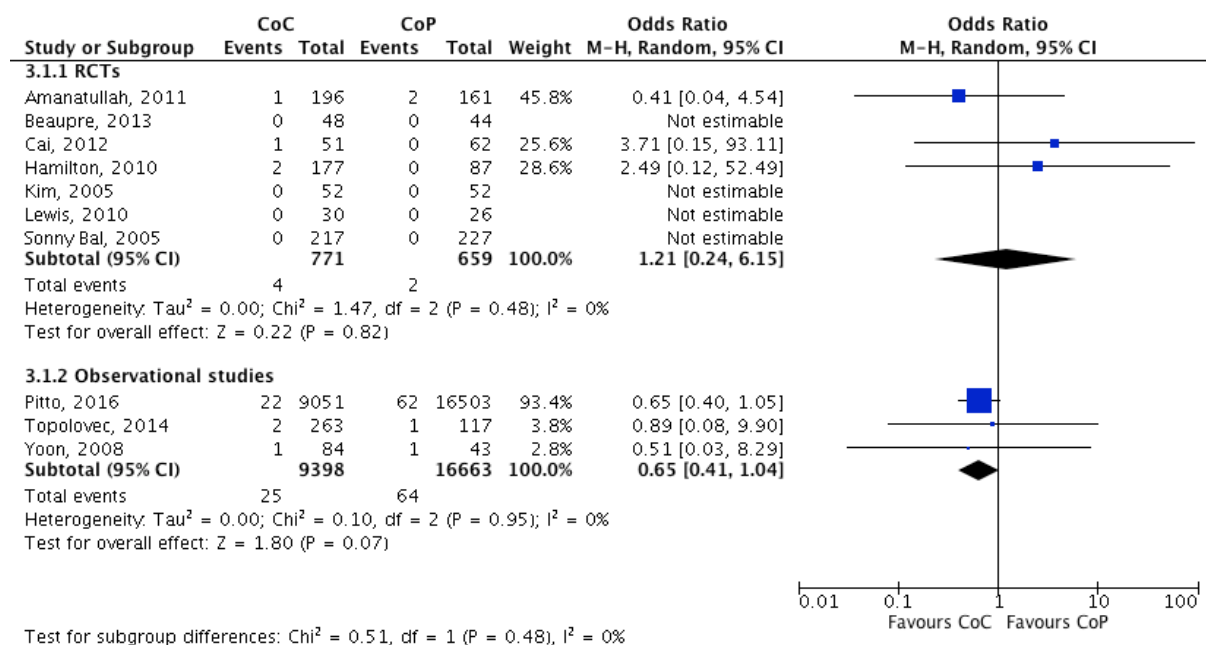 CoC CoP Odds Ratio Odds Ratio
Study or Subgroup Events Total Events Total Weight M-H, Random, 95% CI M-H, Random, 95% CI
3.1.1 RCTs
Amanatullah, 2011 1 196 2 161 45.8% 0.41 [0.04, 4.54]
Beaupre, 2013 0 48 0 44 Not estimable
Cai, 2012 1 51 0 62 25.6% 3.71 [0.15, 93.11]
Hamilton, 2010 2 177 0 87 28.6% 2.49 [0.12, 52.49]
Kim, 2005 0 52 0 52 Not estimable
Lewis, 2010 0 30 0 26 Not estimable
Sonny Bal, 2005 0 217 0 227 Not estimable
Subtotal (95% CI) 771 659 100.0% 1.21 [0.24, 6.15]
Total events 4 2
Heterogeneity: Tau² = 0.00; Chi² = 1.47, df = 2 (P = 0.48); I² = 0%
Test for overall effect: Z = 0.22 (P = 0.82)
3.1.2 Observational studies
Pitto, 2016 22 9051 62 16503 93.4% 0.65 [0.40, 1.05]
Topolovec, 2014 2 263 1 117 3.8% 0.89 [0.08, 9.90]
Yoon, 2008 1 84 1 43 2.8% 0.51 [0.03, 8.29]
Subtotal (95% CI) 9398 16663 100.0% 0.65 [0.41, 1.04]
Total events 25 64
Heterogeneity: Tau² = 0.00; Chi² = 0.10, df = 2 (P = 0.95); I² = 0%
Test for overall effect: Z = 1.80 (P = 0.07)
0.01 0.1 1 10 100
Favours CoC Favours CoP
Test for subgroup differences: Chi² = 0.51, df = 1 (P = 0.48), I² = 0%